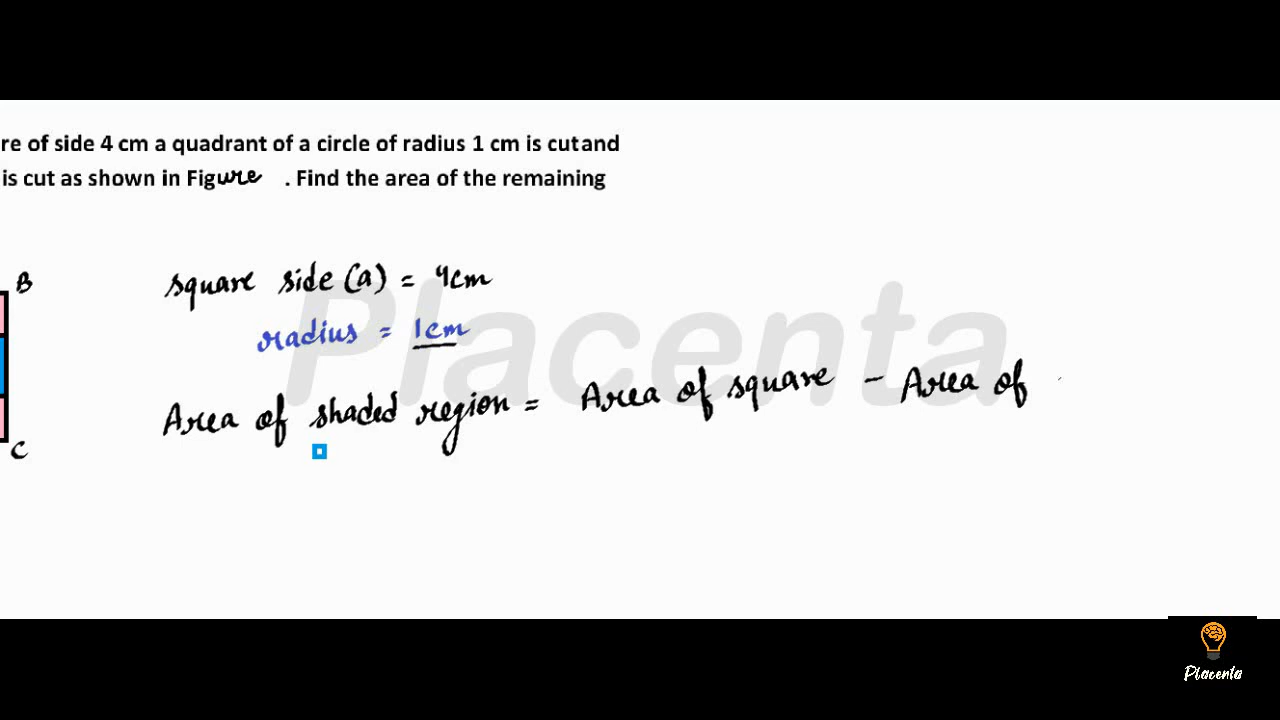 re of side 4 cm a quadrant of a circle of radius 1 cm is cut and
is cut as shown in Figure . Find the area of the remaining
B
square side (a) = 4cm
radius = 1cm
Placenta
Area of shaded region = Area of square - Area of
C
Placenta